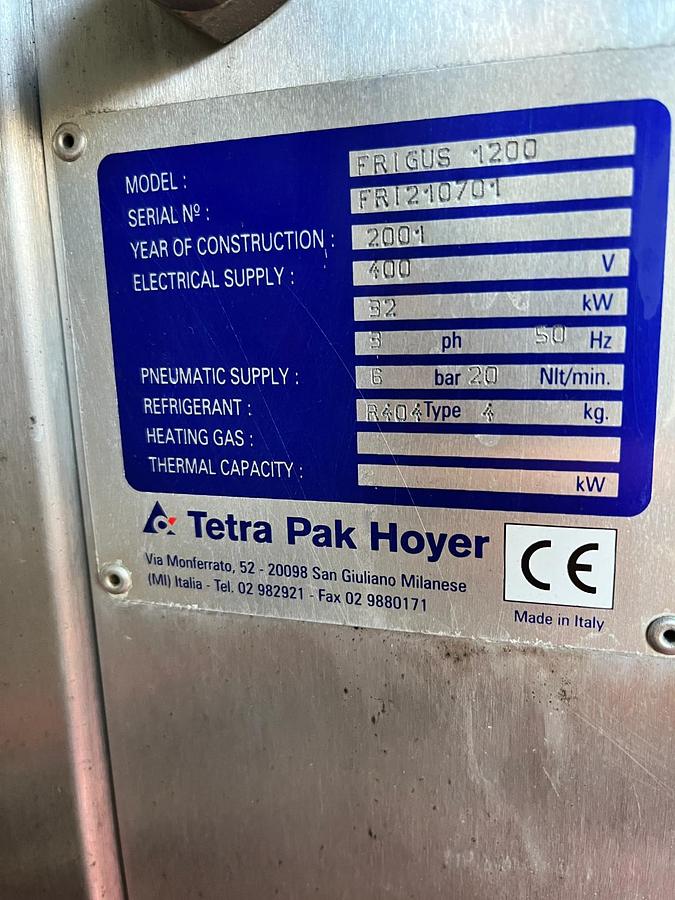 MODEL : FRIGUS 1200
SERIAL Nº : FRI210701
YEAR OF CONSTRUCTION : 2001
ELECTRICAL SUPPLY : 400 V
32 kW
3 ph 50 Hz
PNEUMATIC SUPPLY : 6 bar 20 Nlt/min.
REFRIGERANT : R404 Type 4 kg.
HEATING GAS :
THERMAL CAPACITY : kW
Tetra Pak Hoyer
Via Monferrato, 52 - 20098 San Giuliano Milanese
(MI) Italia - Tel. 02 982921 - Fax 02 9880171
CE
Made in Italy